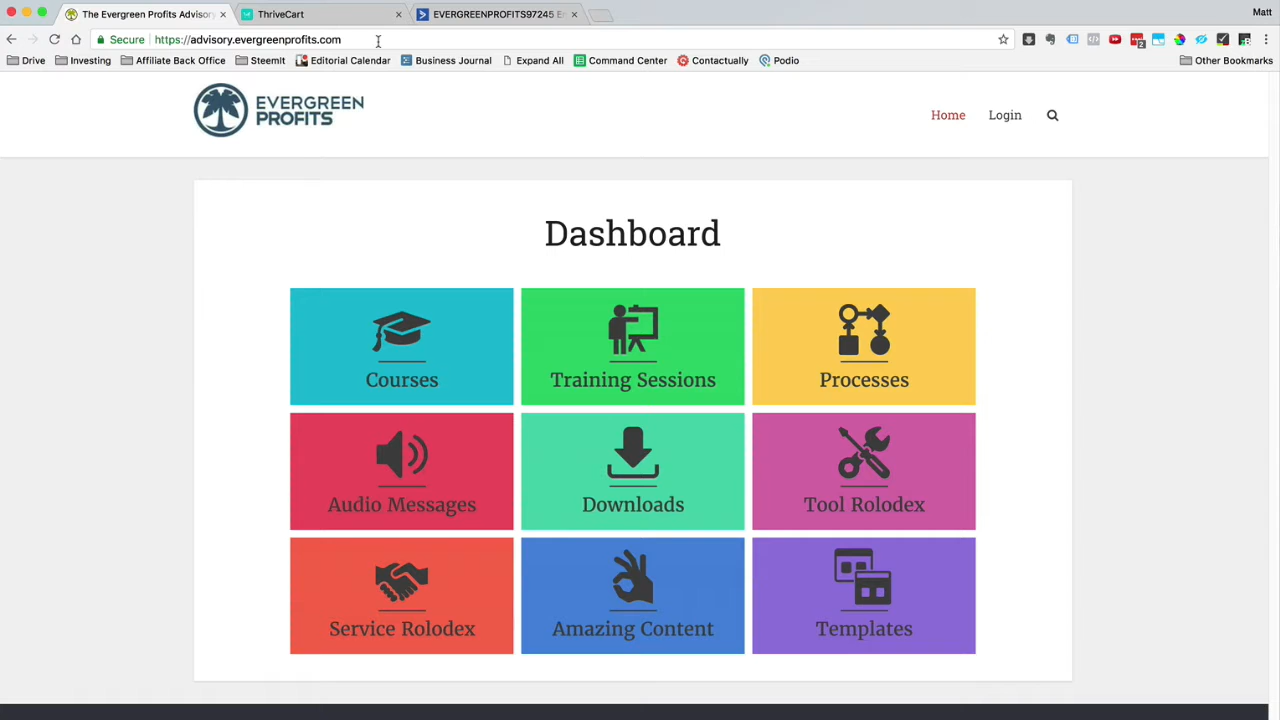 The Evergreen Profits Advisory ThriveCart EVERGREENPROFITS97245 Em Matt
Secure https://advisory.evergreenprofits.com
Drive Investing Affiliate Back Office SteemIt Editorial Calendar Business Journal Expand All Command Center Contactually Podio Other Bookmarks
EVERGREEN
PROFITS
Home Login
Dashboard
Courses Training Sessions Processes
Audio Messages Downloads Tool Rolodex
Service Rolodex Amazing Content Templates